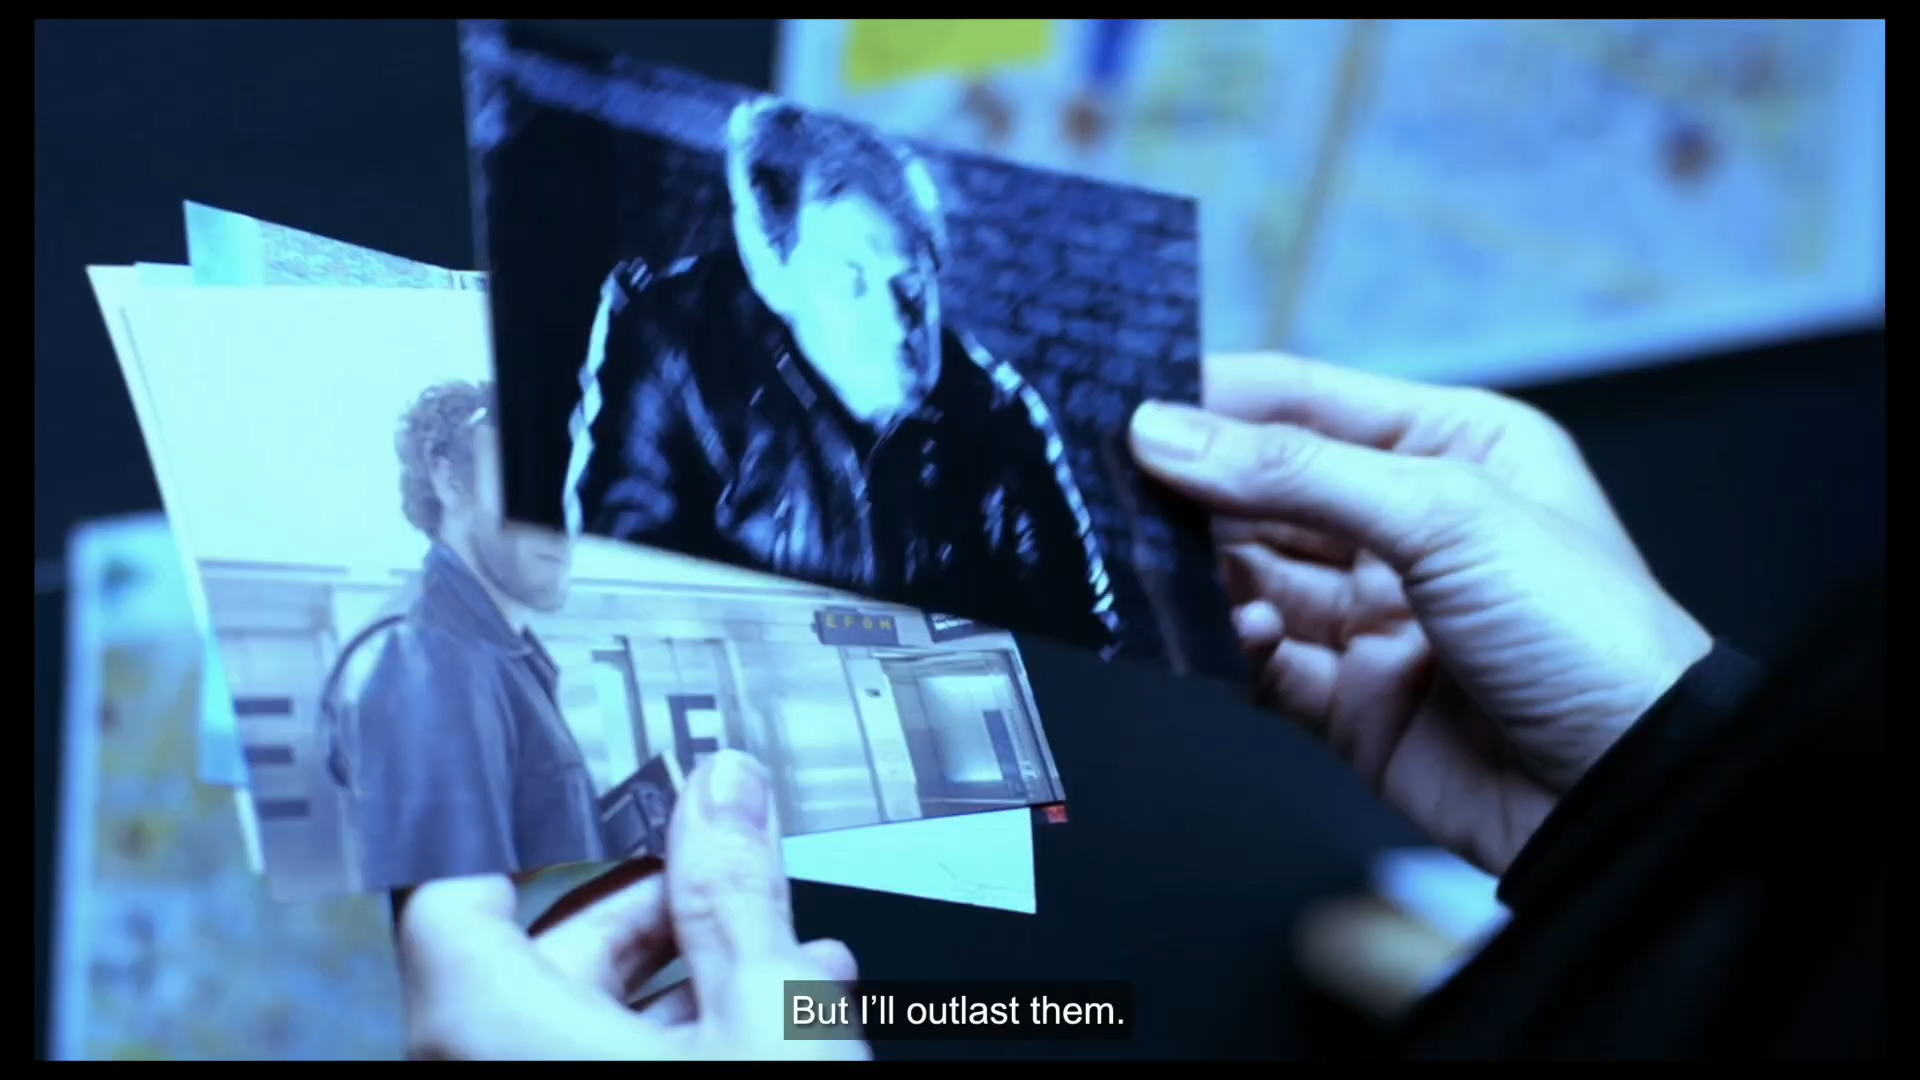 E F G H
F
But I’ll outlast them.